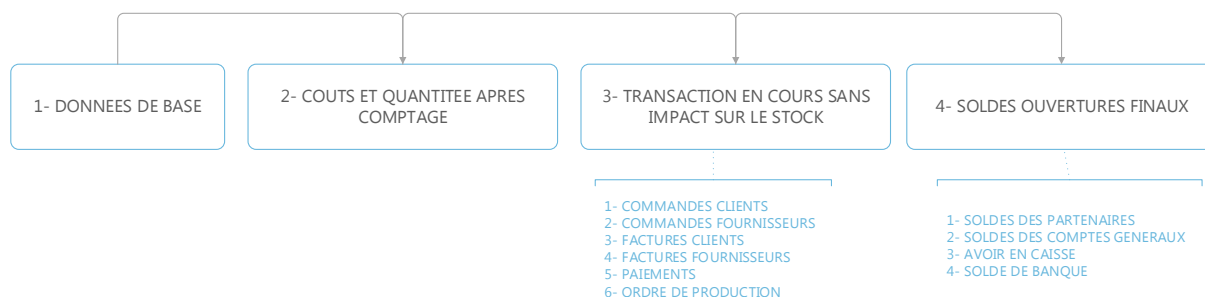 1- DONNEES DE BASE
2- COUTS ET QUANTITEE APRES
COMPTAGE
3- TRANSACTION EN COURS SANS
IMPACT SUR LE STOCK
4- SOLDES OUVERTURES FINAUX
1- COMMANDES CLIENTS
2- COMMANDES FOURNISSEURS
3- FACTURES CLIENTS
4- FACTURES FOURNISSEURS
5- PAIEMENTS
6- ORDRE DE PRODUCTION
1- SOLDES DES PARTENAIRES
2- SOLDES DES COMPTES GENERAUX
3- AVOIR EN CAISSE
4- SOLDE DE BANQUE